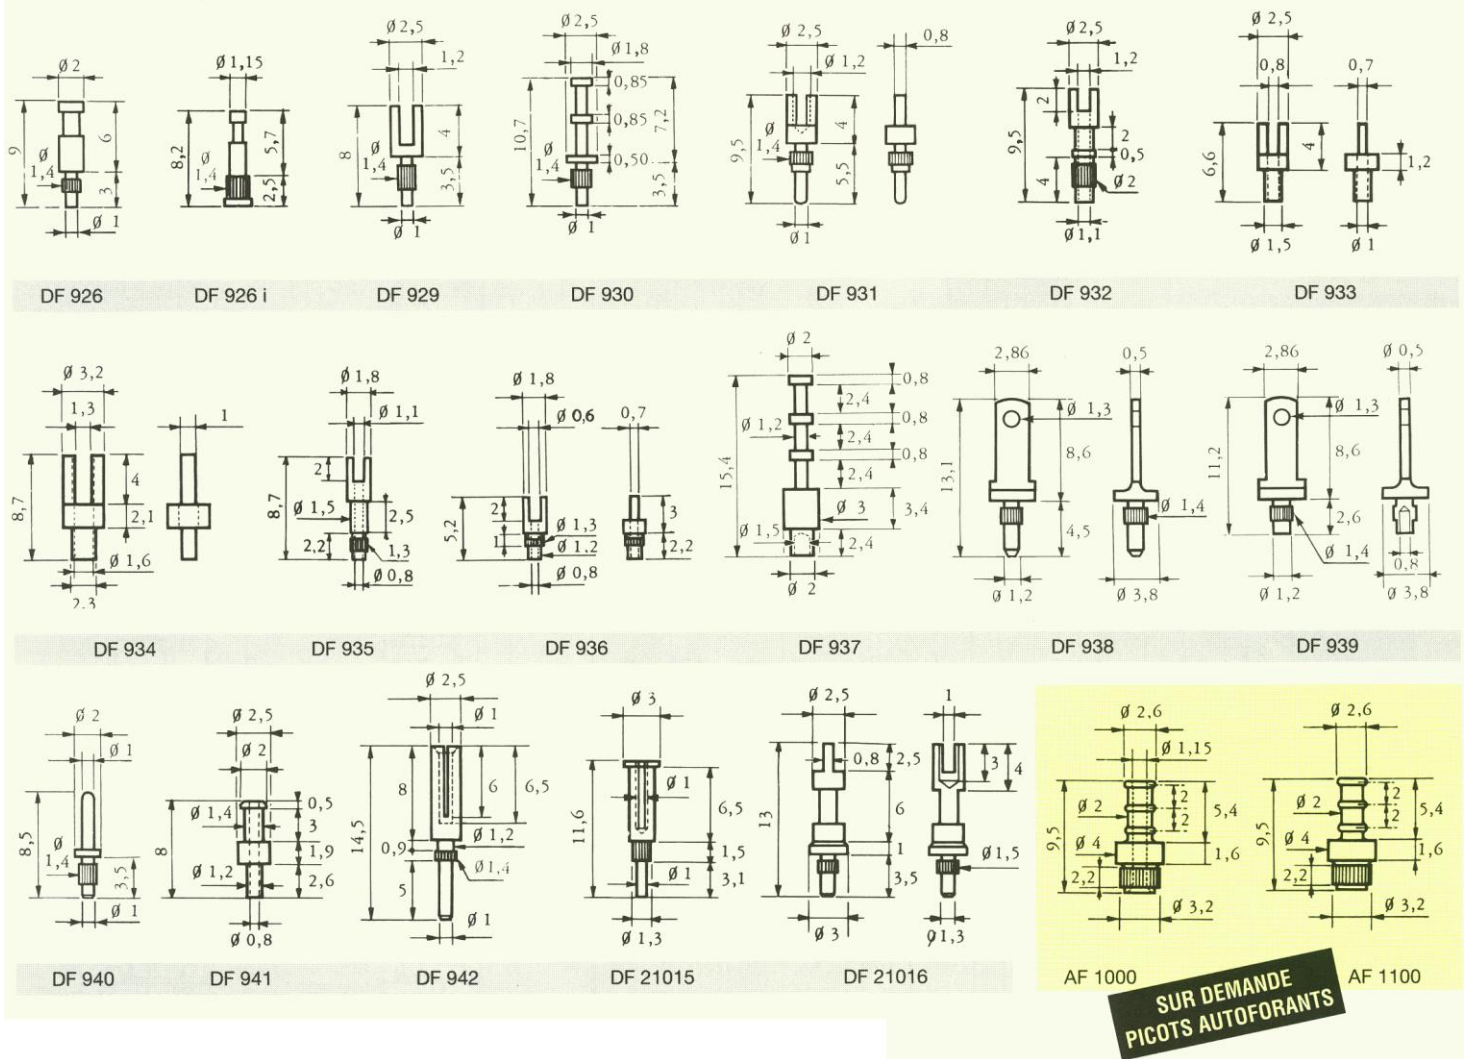 Ø 2
9
6
Ø
1,4
3
Ø 1
DF 926
Ø 1,15
8,2
5,7
Ø
1,4
2,5
DF 926 i
Ø 2,5
1,2
8
4
Ø
1,4
3,5
Ø 1
DF 929
Ø 2,5
Ø 1,8
0,85
10,7
0,85
7,2
0,50
Ø
1,4
3,5
Ø 1
DF 930
Ø 2,5
0,8
Ø 1,2
9,5
4
Ø
1,4
5,5
Ø 1
DF 931
Ø 2,5
1,2
2
9,5
2
0,5
4
Ø 2
Ø 1,1
DF 932
Ø 2,5
0,8
0,7
6,6
4
1,2
Ø 1,5
Ø 1
DF 933
Ø 3,2
1,3
1
8,7
4
2,1
Ø 1,6
2,3
DF 934
Ø 1,8
Ø 1,1
2
8,7
Ø 1,5
2,5
2,2
1,3
Ø 0,8
DF 935
Ø 1,8
Ø 0,6
0,7
5,2
2
3
Ø 1,3
1
Ø 1,2
2,2
Ø 0,8
DF 936
Ø 2
0,8
2,4
0,8
Ø 1,2
2,4
0,8
15,4
2,4
Ø 3
3,4
Ø 1,5
2,4
Ø 2
DF 937
2,86
0,5
Ø 1,3
13,1
8,6
Ø 1,4
4,5
Ø 1,2
Ø 3,8
DF 938
2,86
Ø 0,5
Ø 1,3
11,2
8,6
2,6
Ø 1,4
0,8
Ø 1,2
Ø 3,8
DF 939
Ø 2
Ø 1
8,5
Ø
1,4
3,5
Ø 1
DF 940
Ø 2,5
Ø 2
0,5
Ø 1,4
3
8
1,9
Ø 1,2
2,6
Ø 0,8
DF 941
Ø 2,5
Ø 1
8
6
6,5
14,5
Ø 1,2
0,9
Ø 1,4
5
Ø 1
DF 942
Ø 3
Ø 1
11,6
6,5
1,5
Ø 1
3,1
Ø 1,3
DF 21015
Ø 2,5
1
0,8
2,5
3
4
13
6
1
Ø 1,5
3,5
Ø 3
Ø 1,3
DF 21016
Ø 2,6
Ø 1,15
2
Ø 2
2
5,4
9,5
Ø 4
1,6
2,2
Ø 3,2
AF 1000
Ø 2,6
2
Ø 2
2
5,4
9,5
Ø 4
1,6
2,2
Ø 3,2
AF 1100
SUR DEMANDE
PICOTS AUTOFORANTS